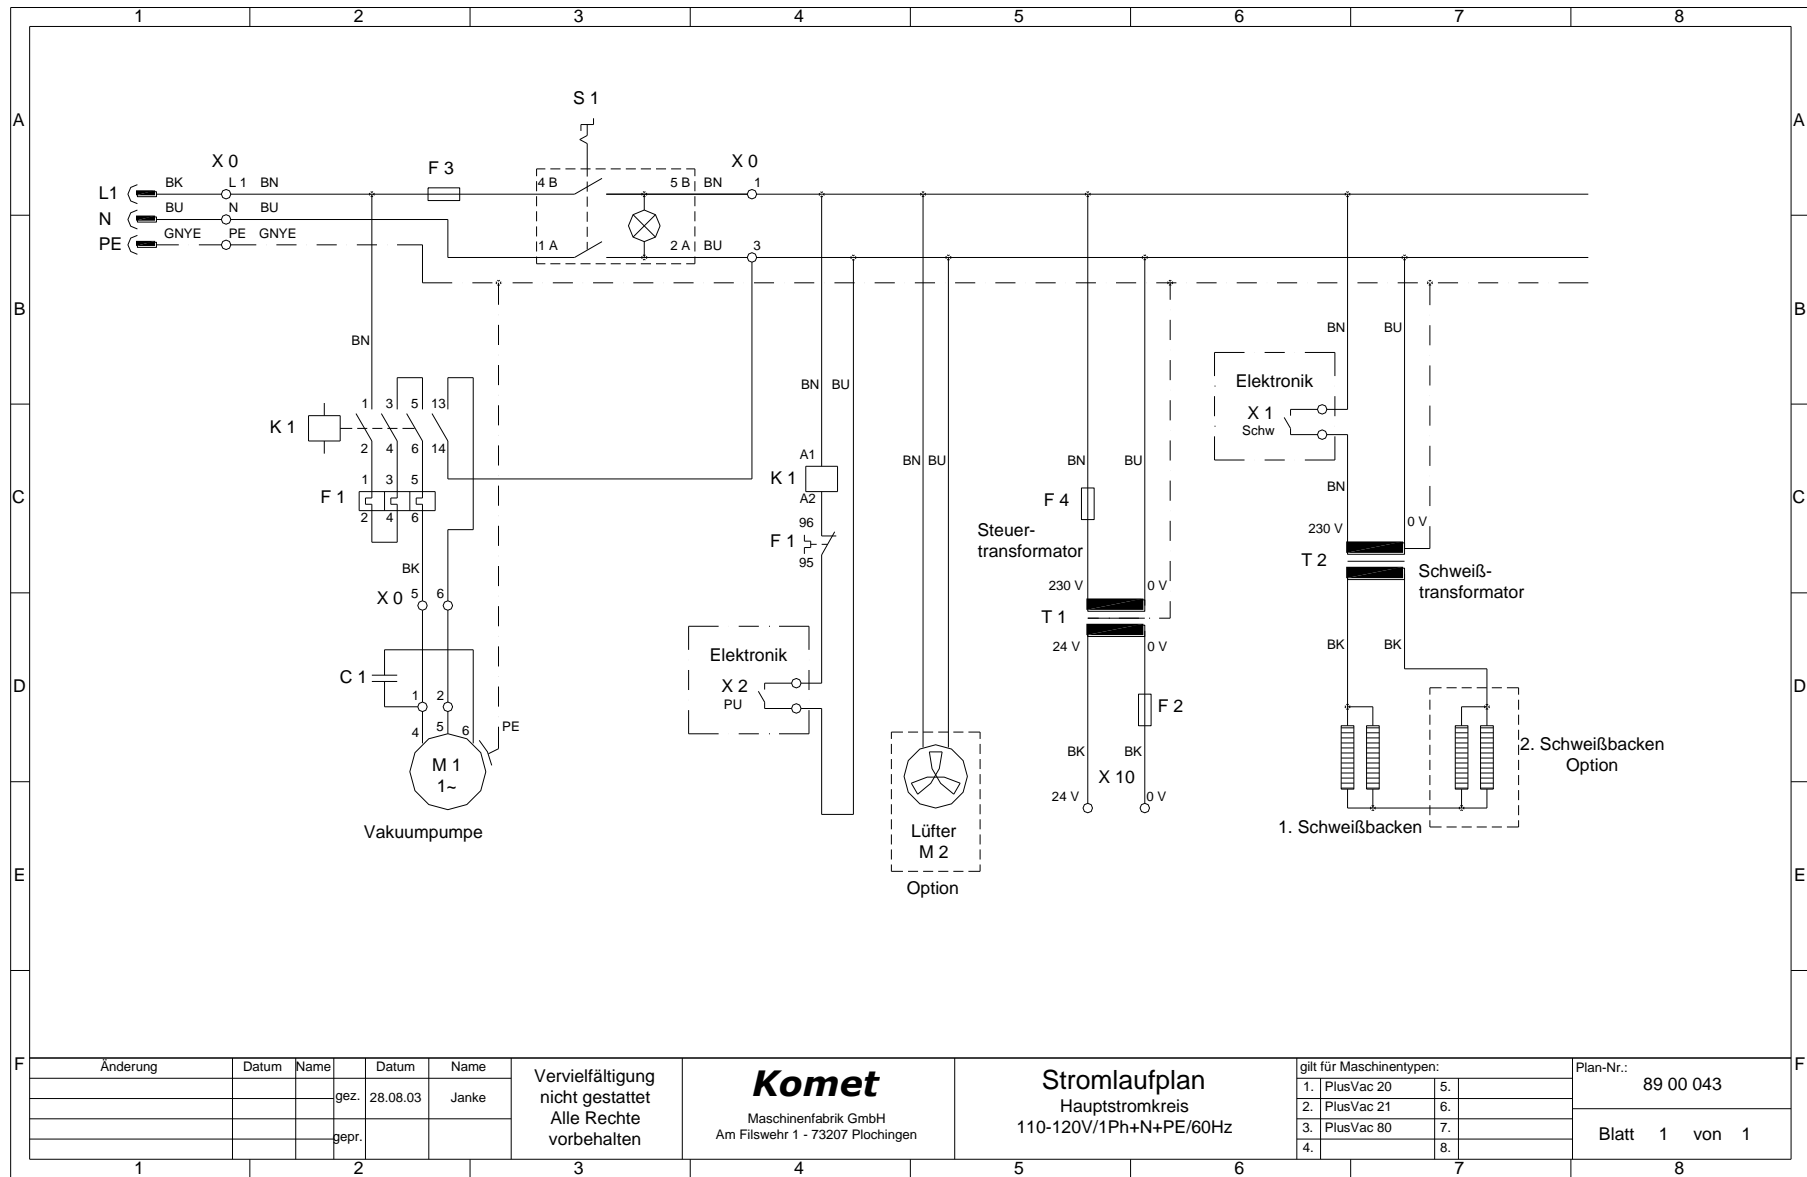 1 2 3 4 5 6 7 8
A A
B B
C C
D D
E E
F F
S 1
X 0
F 3
X 0
L1 BK L 1 BN
4 B 5 B BN 1
N BU N BU
PE GNYE PE GNYE
1 A 2 A BU 3
BN
K 1
1 3 5 13
2 4 6 14
F 1
1 3 5
2 4 6
BK
X 0 5 6
C 1
1 2
4 5 6
PE
M 1
1~
Vakuumpumpe
BN BU
K 1
A1
A2
F 1
96
95
Elektronik
X 2
PU
BN BU
Lüfter
M 2
Option
BN BU
F 4
Steuer-
transformator
230 V 0 V
T 1
24 V 0 V
F 2
BK BK
X 10
24 V 0 V
BN BU
Elektronik
X 1
Schw
BN
230 V 0 V
T 2
Schweiß-
transformator
BK BK
1. Schweißbacken
2. Schweißbacken
Option
Änderung Datum Name Datum Name
gez. 28.08.03 Janke
gepr.
Vervielfältigung
nicht gestattet
Alle Rechte
vorbehalten
Komet
Maschinenfabrik GmbH
Am Filswehr 1 - 73207 Plochingen
Stromlaufplan
Hauptstromkreis
110-120V/1Ph+N+PE/60Hz
gilt für Maschinentypen:
1. PlusVac 20 5.
2. PlusVac 21 6.
3. PlusVac 80 7.
4. 8.
Plan-Nr.:
89 00 043
Blatt 1 von 1
1 2 3 4 5 6 7 8